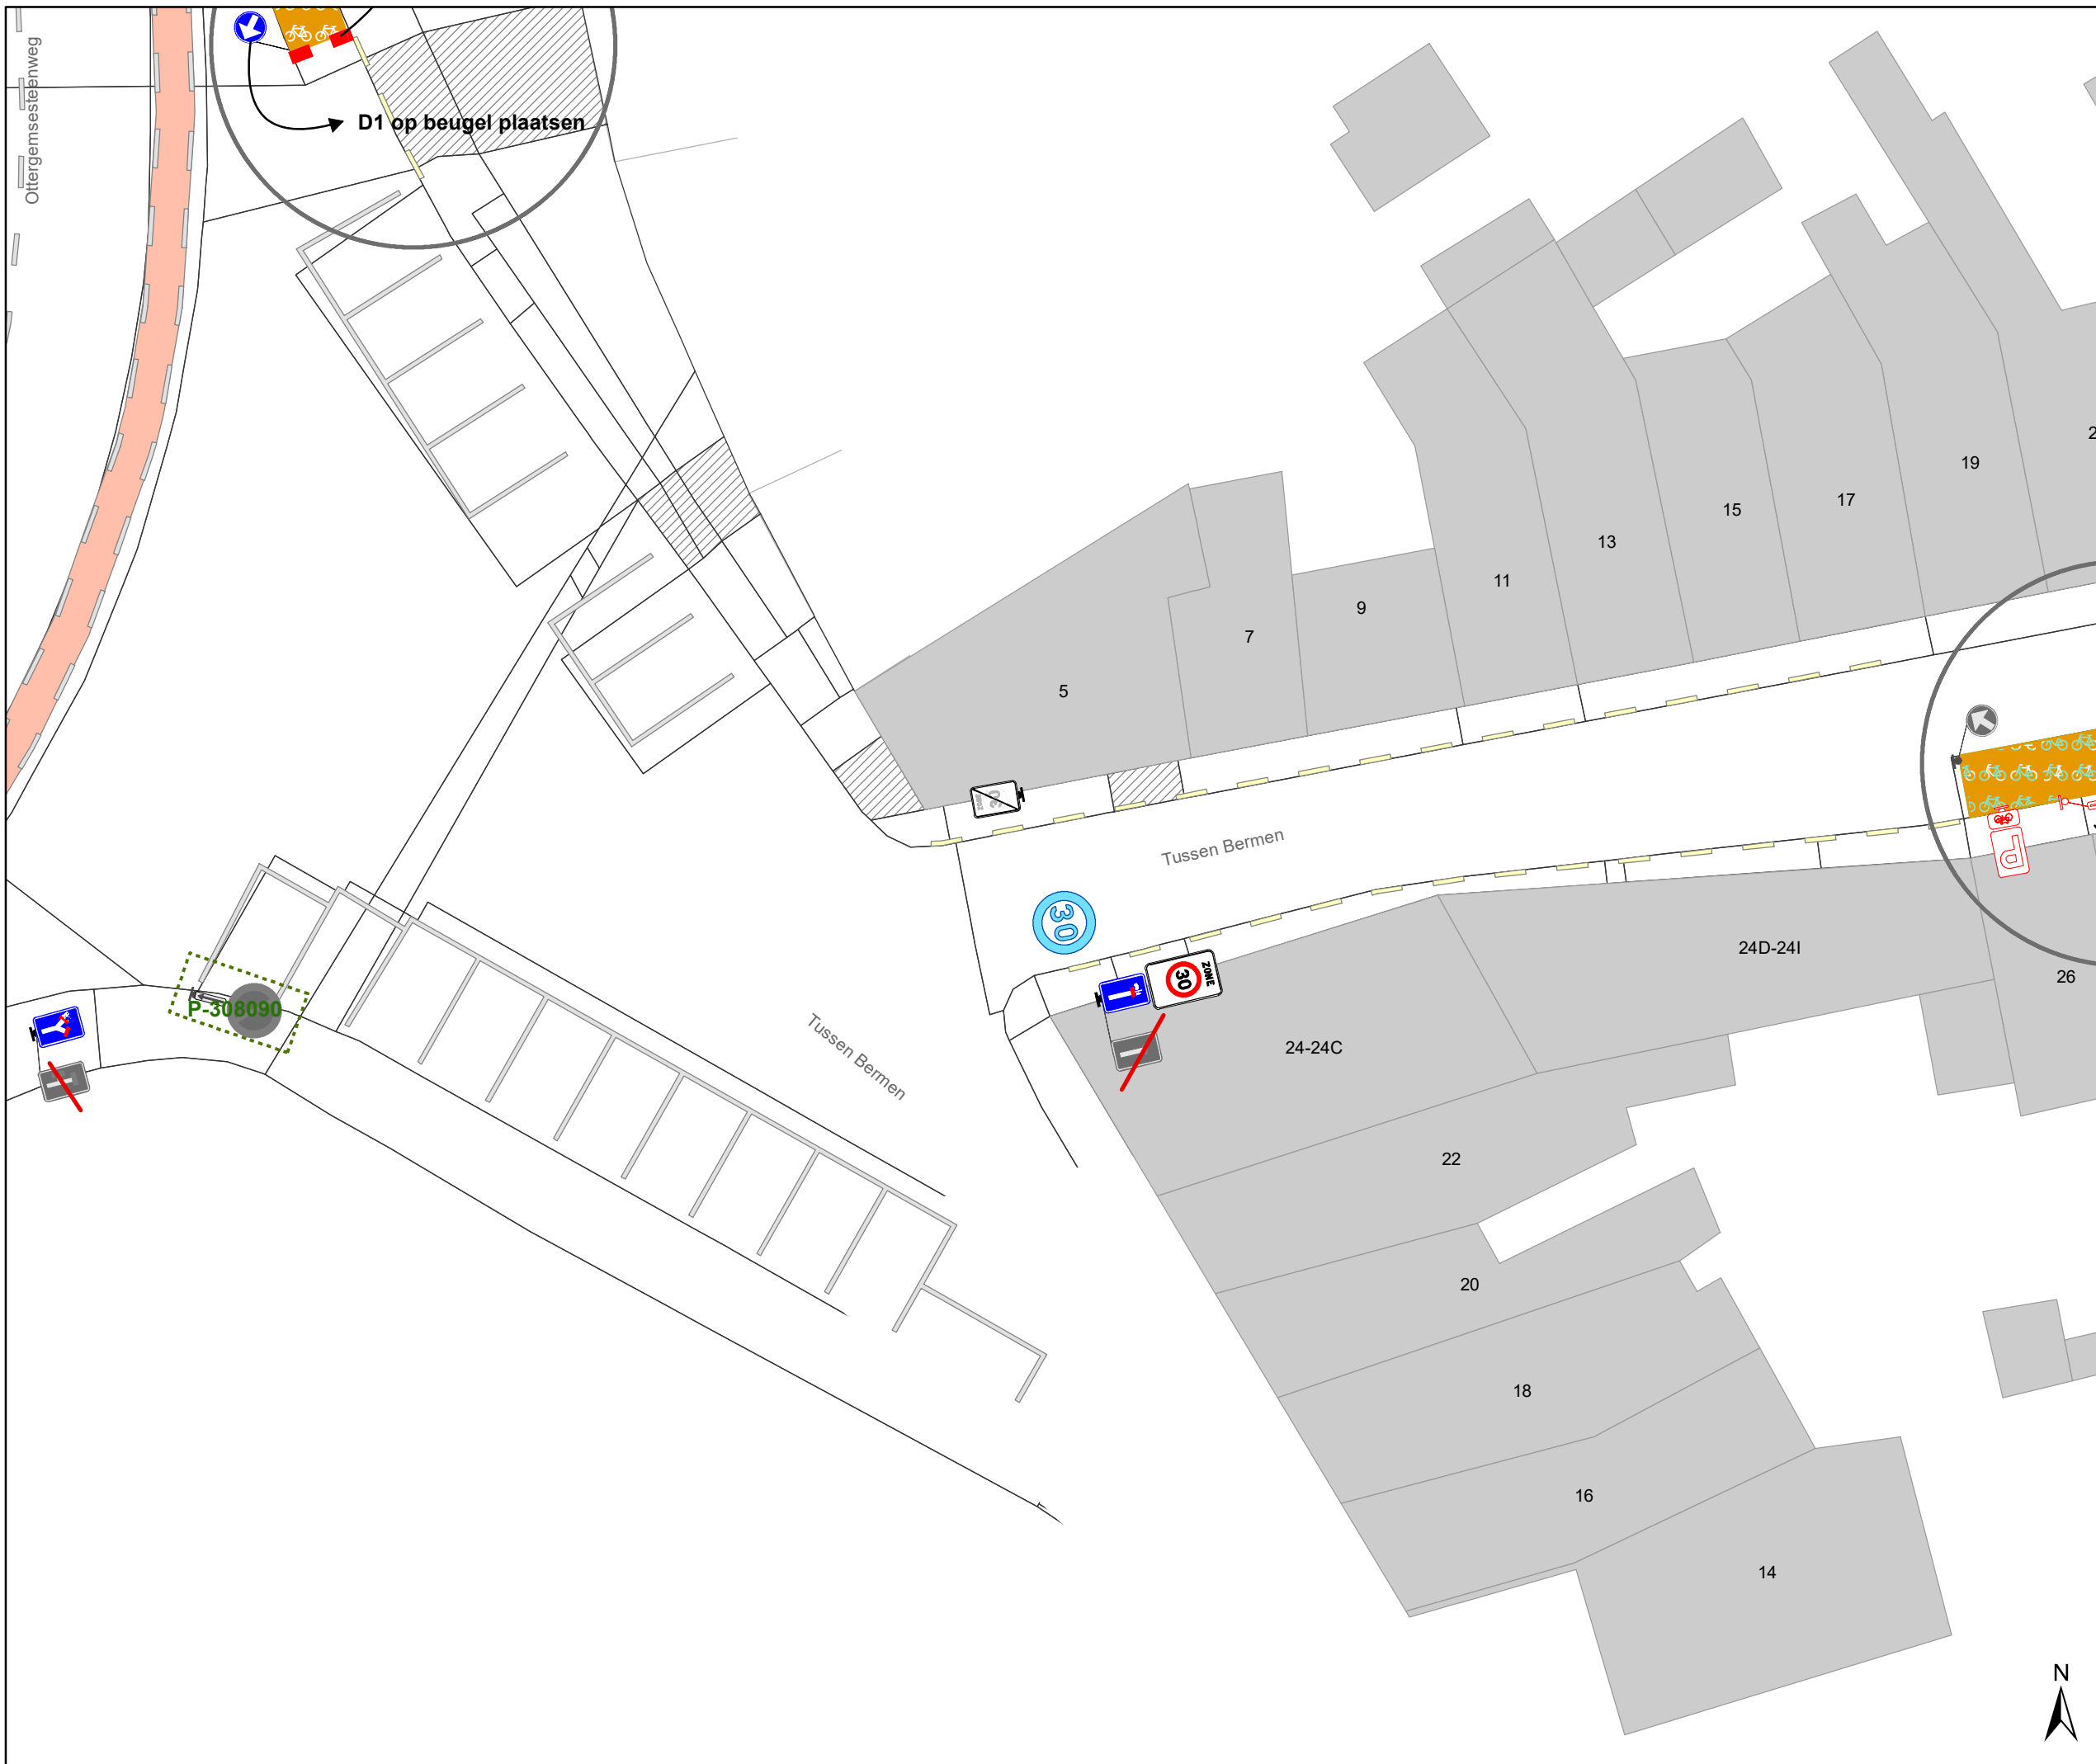 Ottergemsesteenweg
D1 op beugel plaatsen
19
17
15
13
11
9
7
5
30
Tussen Bermen
30
ZONE
30
P
24D-24I
26
24-24C
P-308090
Tussen Bermen
22
20
18
16
14
N